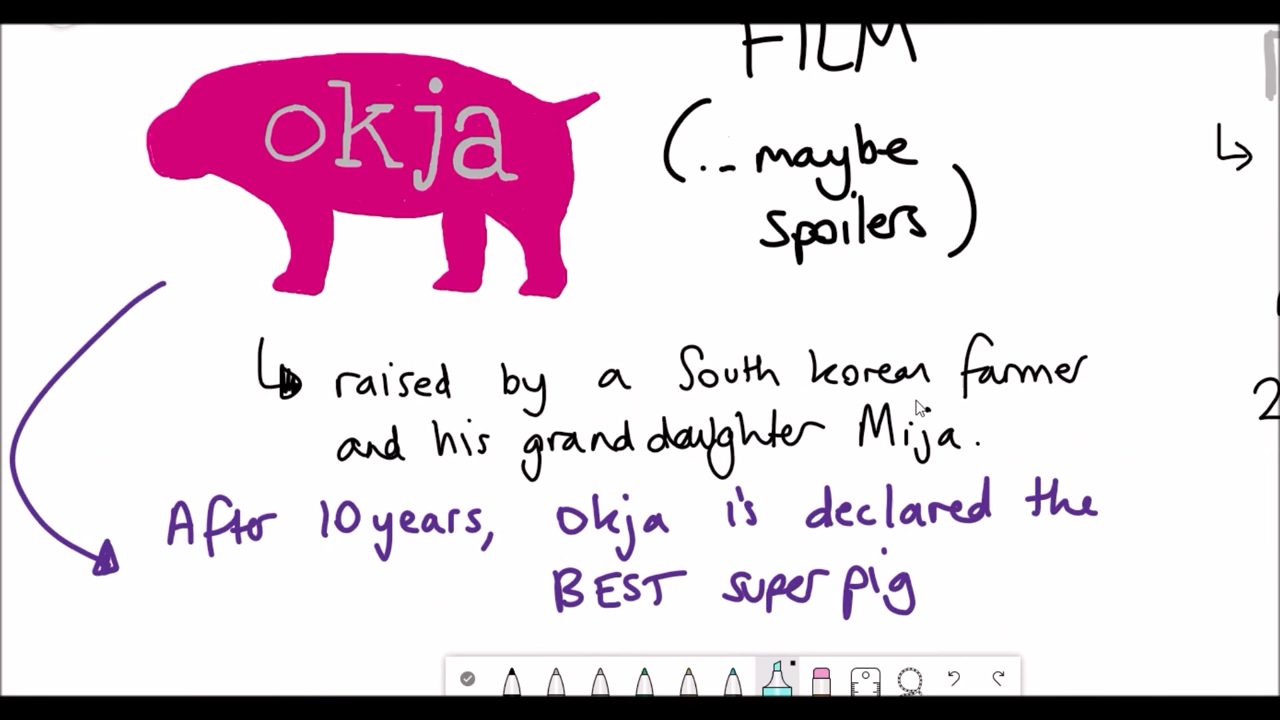 FILM
okja
(.. maybe
spoilers)
↳ raised by a South korean farmer
and his granddaughter Mija.
After 10 years, Okja is declared the
BEST super pig
2